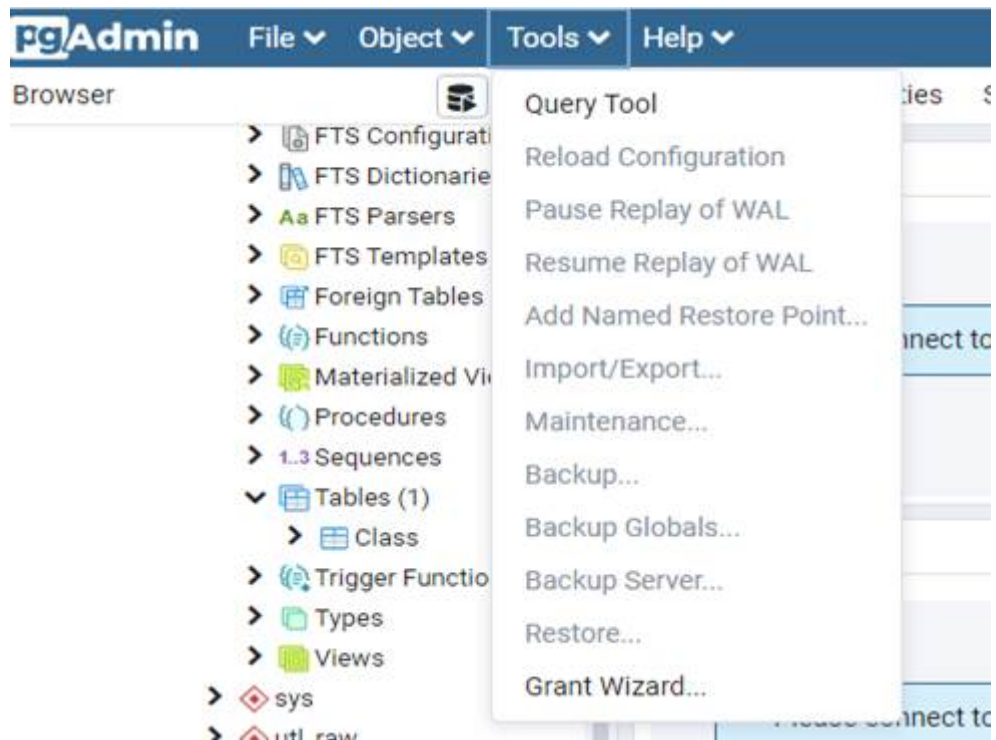 pgAdmin File Object Tools Help
Browser
FTS Configurati
FTS Dictionarie
Aa FTS Parsers
FTS Templates
Foreign Tables
Functions
Materialized Vi
Procedures
1..3 Sequences
Tables (1)
Class
Trigger Functio
Types
Views
sys
utl_raw
Query Tool
Reload Configuration
Pause Replay of WAL
Resume Replay of WAL
Add Named Restore Point...
Import/Export...
Maintenance...
Backup...
Backup Globals...
Backup Server...
Restore...
Grant Wizard...
ties S
nnect to
Please connect to